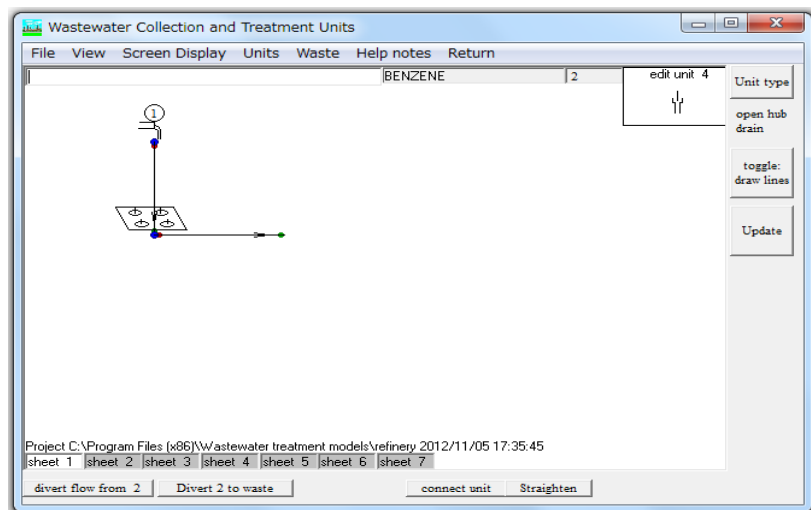 Wastewater Collection and Treatment Units
File View Screen Display Units Waste Help notes Return
BENZENE 2 edit unit 4
Unit type
open hub
drain
toggle:
draw lines
Update
1
Project C:\Program Files (x86)\Wastewater treatment models\refinery 2012/11/05 17:35:45
sheet 1 sheet 2 sheet 3 sheet 4 sheet 5 sheet 6 sheet 7
divert flow from 2 Divert 2 to waste connect unit Straighten